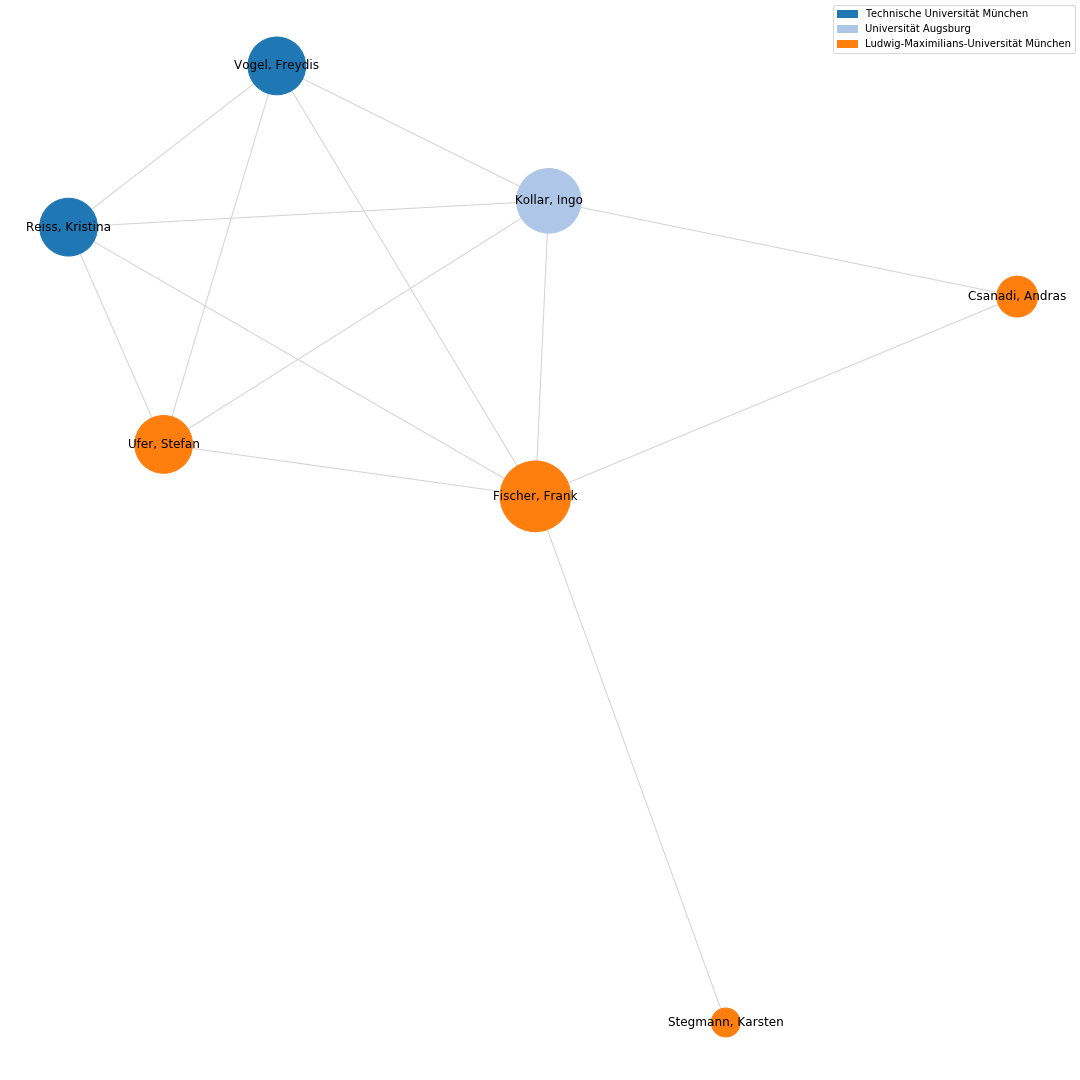 Technische Universität München
Universität Augsburg
Ludwig-Maximilians-Universität München
Vogel, Freydis
Kollar, Ingo
Reiss, Kristina
Csanadi, Andras
Ufer, Stefan
Fischer, Frank
Stegmann, Karsten